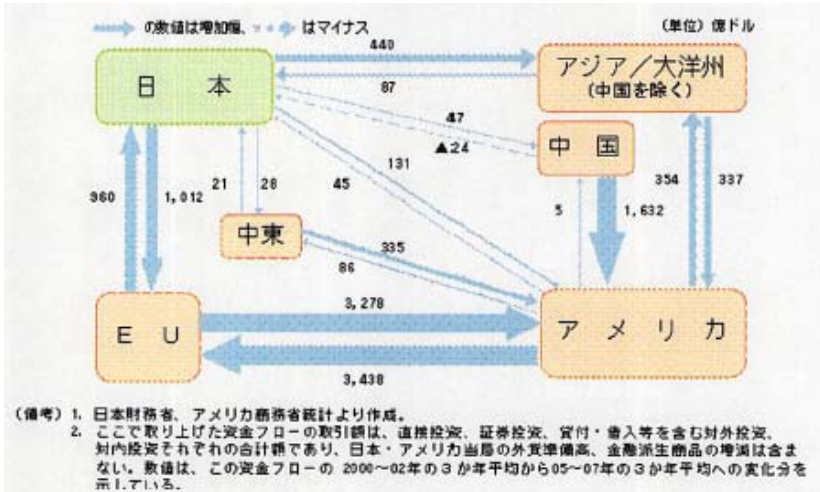 の数値は増加幅、 はマイナス
（単位）億ドル
440
日 本
アジア／大洋州
（中国を除く）
87
47
中 国
▲24
131
21
28
45
354
337
960
1,012
5
1,632
中東
335
86
3,278
ＥＵ
アメリカ
3,438
（備考）1. 日本財務省、アメリカ商務省統計より作成。
2. ここで取り上げた資金フローの取引額は、直接投資、証券投資、貸付・借入等を含む対外投資、
対内投資それぞれの合計額であり、日本・アメリカ当局の外貨準備高、金融派生商品の増減は含ま
ない。数値は、この資金フローの 2000～02年の３か年平均から05～07年の３か年平均への変化分を
示している。